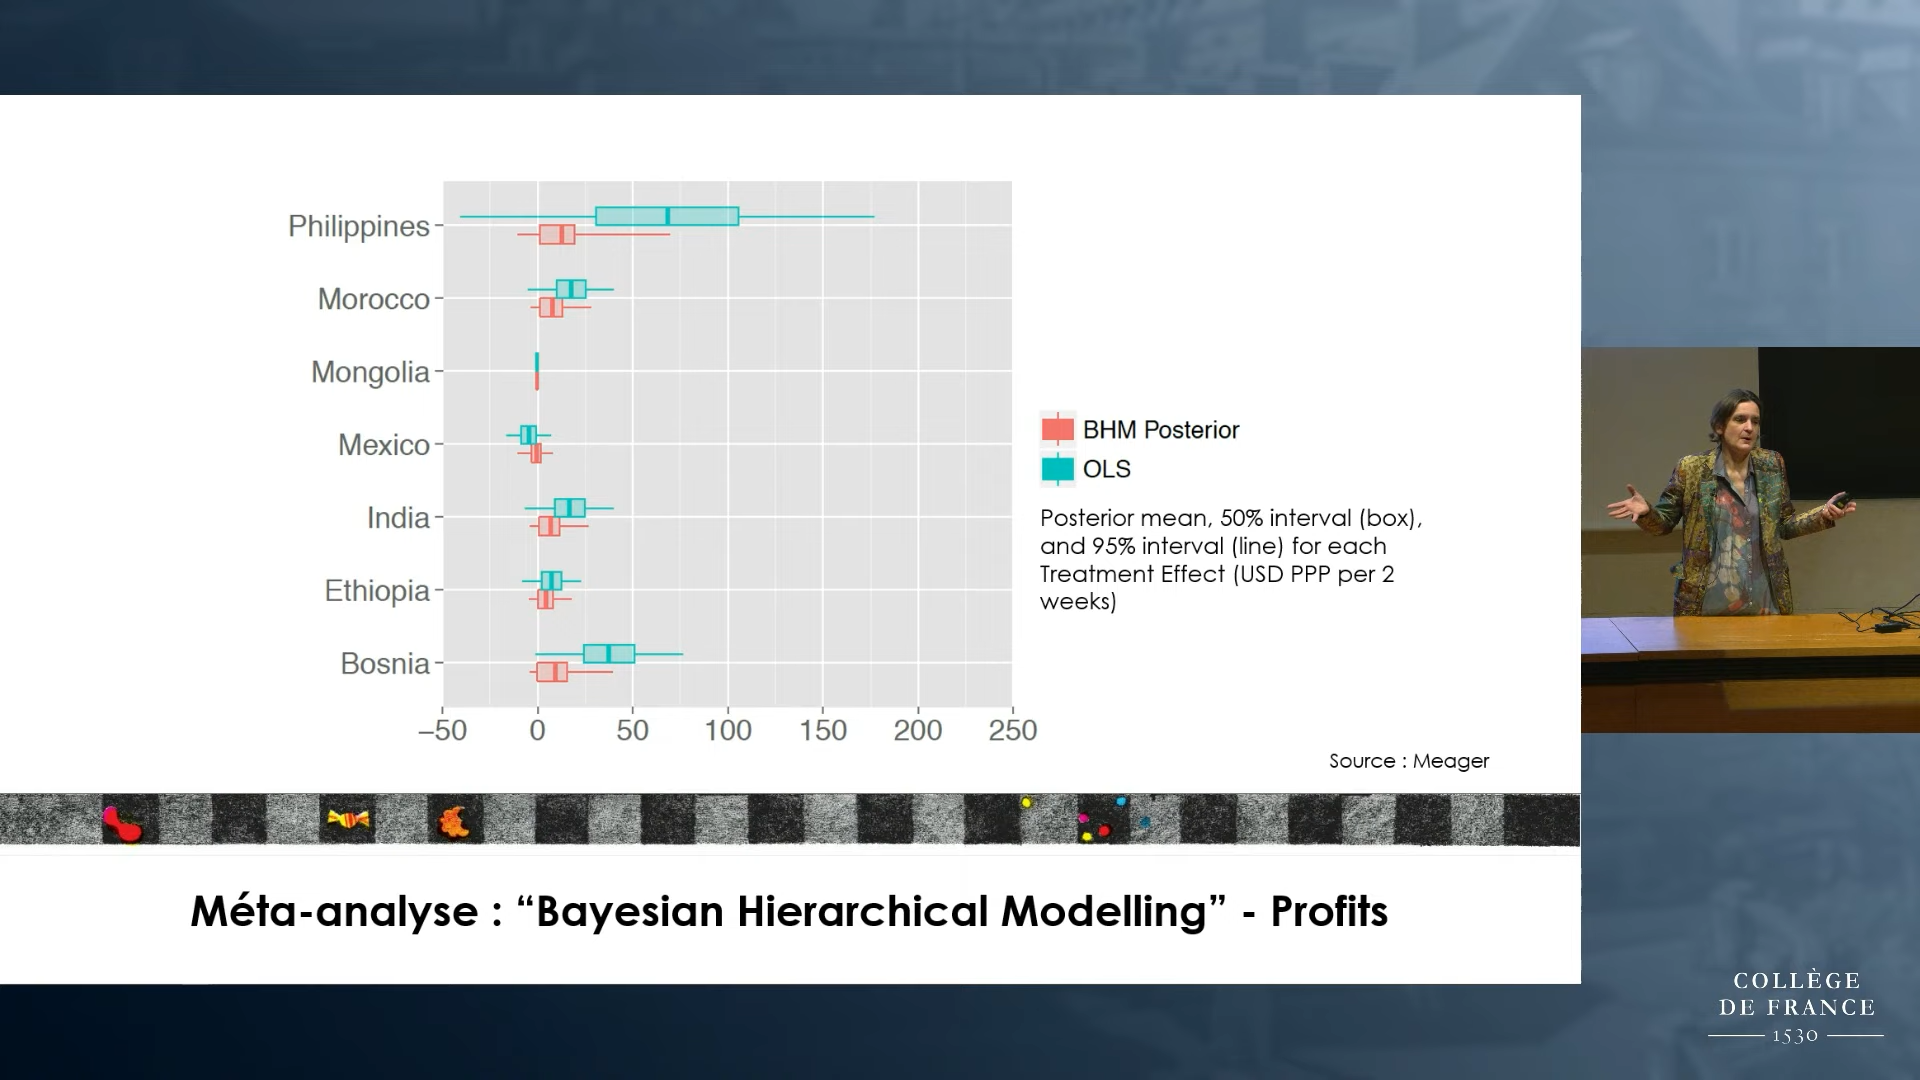 Philippines
Morocco
Mongolia
Mexico
India
Ethiopia
Bosnia
−50 0 50 100 150 200 250
BHM Posterior
OLS
Posterior mean, 50% interval (box),
and 95% interval (line) for each
Treatment Effect (USD PPP per 2
weeks)
Source : Meager
Méta-analyse : “Bayesian Hierarchical Modelling” - Profits
COLLÈGE
DE FRANCE
1530